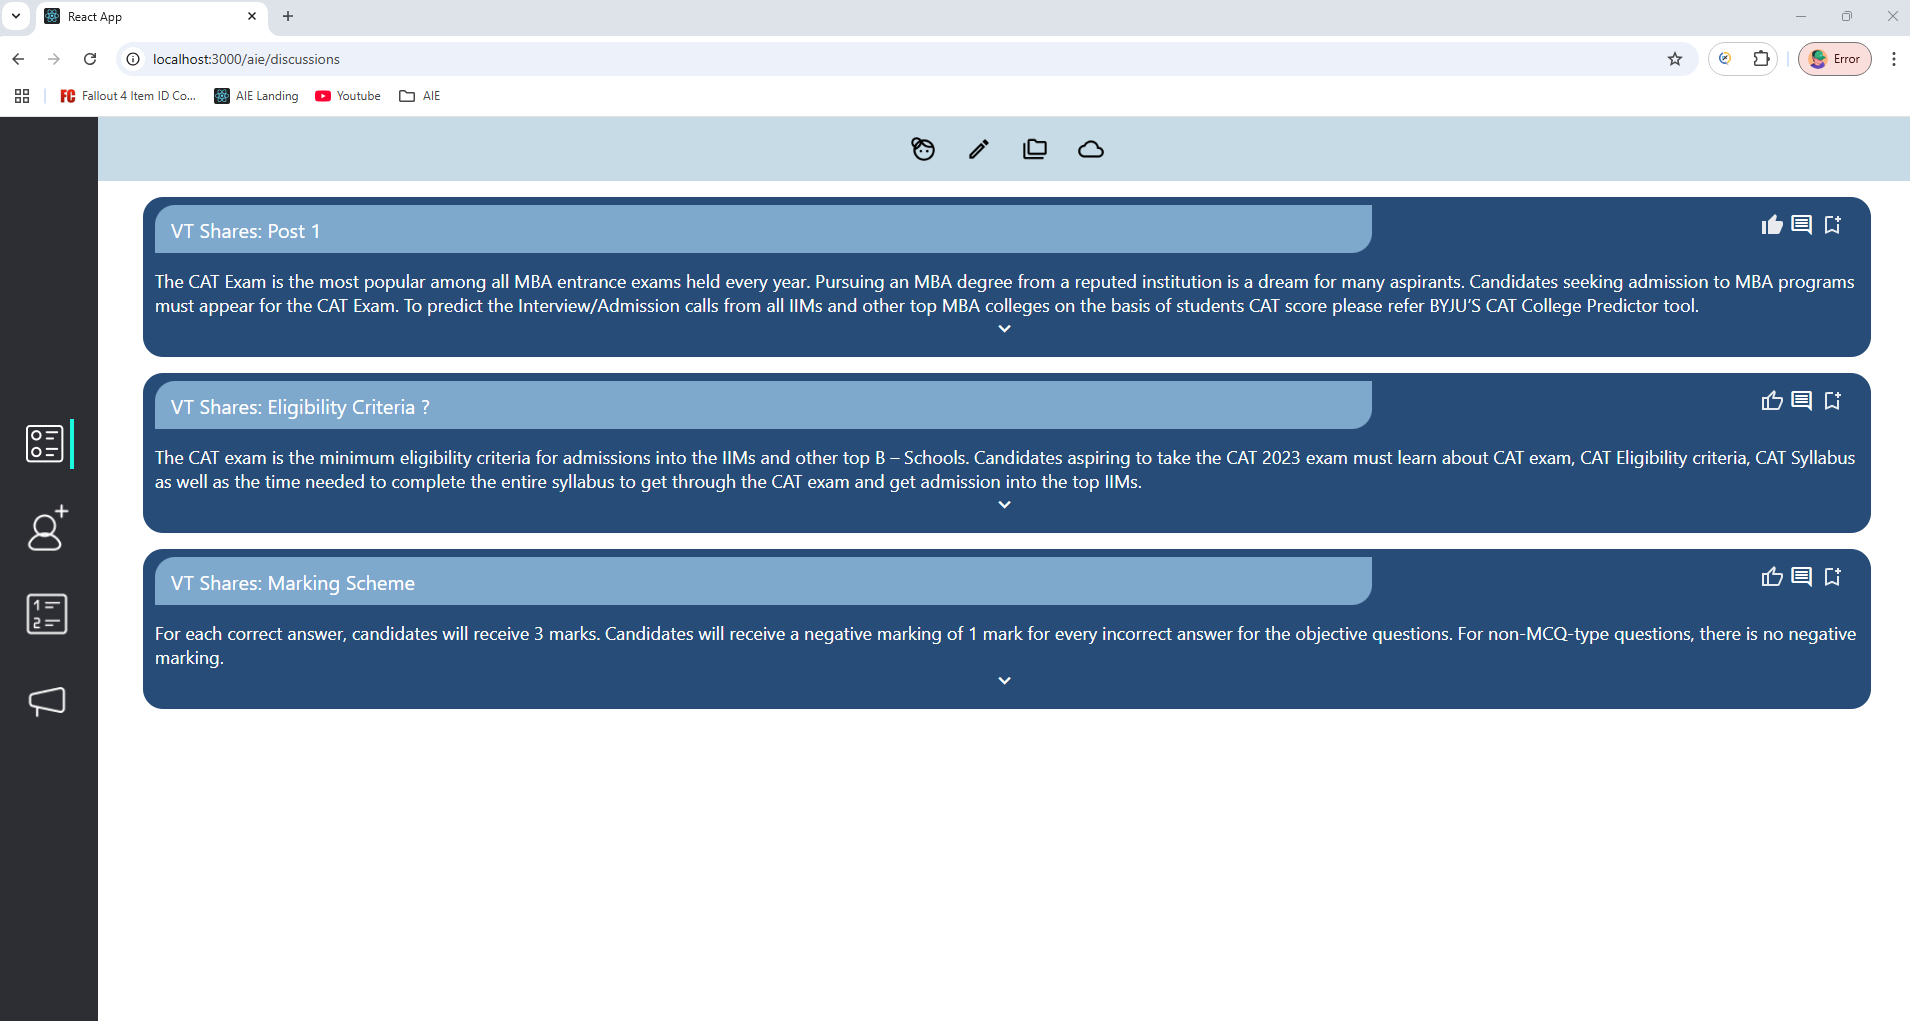 React App
localhost:3000/aie/discussions
Error
Fallout 4 Item ID Co...
AIE Landing
Youtube
AIE
VT Shares: Post 1
The CAT Exam is the most popular among all MBA entrance exams held every year. Pursuing an MBA degree from a reputed institution is a dream for many aspirants. Candidates seeking admission to MBA programs
must appear for the CAT Exam. To predict the Interview/Admission calls from all IIMs and other top MBA colleges on the basis of students CAT score please refer BYJU’S CAT College Predictor tool.
VT Shares: Eligibility Criteria ?
The CAT exam is the minimum eligibility criteria for admissions into the IIMs and other top B – Schools. Candidates aspiring to take the CAT 2023 exam must learn about CAT exam, CAT Eligibility criteria, CAT Syllabus
as well as the time needed to complete the entire syllabus to get through the CAT exam and get admission into the top IIMs.
VT Shares: Marking Scheme
For each correct answer, candidates will receive 3 marks. Candidates will receive a negative marking of 1 mark for every incorrect answer for the objective questions. For non-MCQ-type questions, there is no negative
marking.